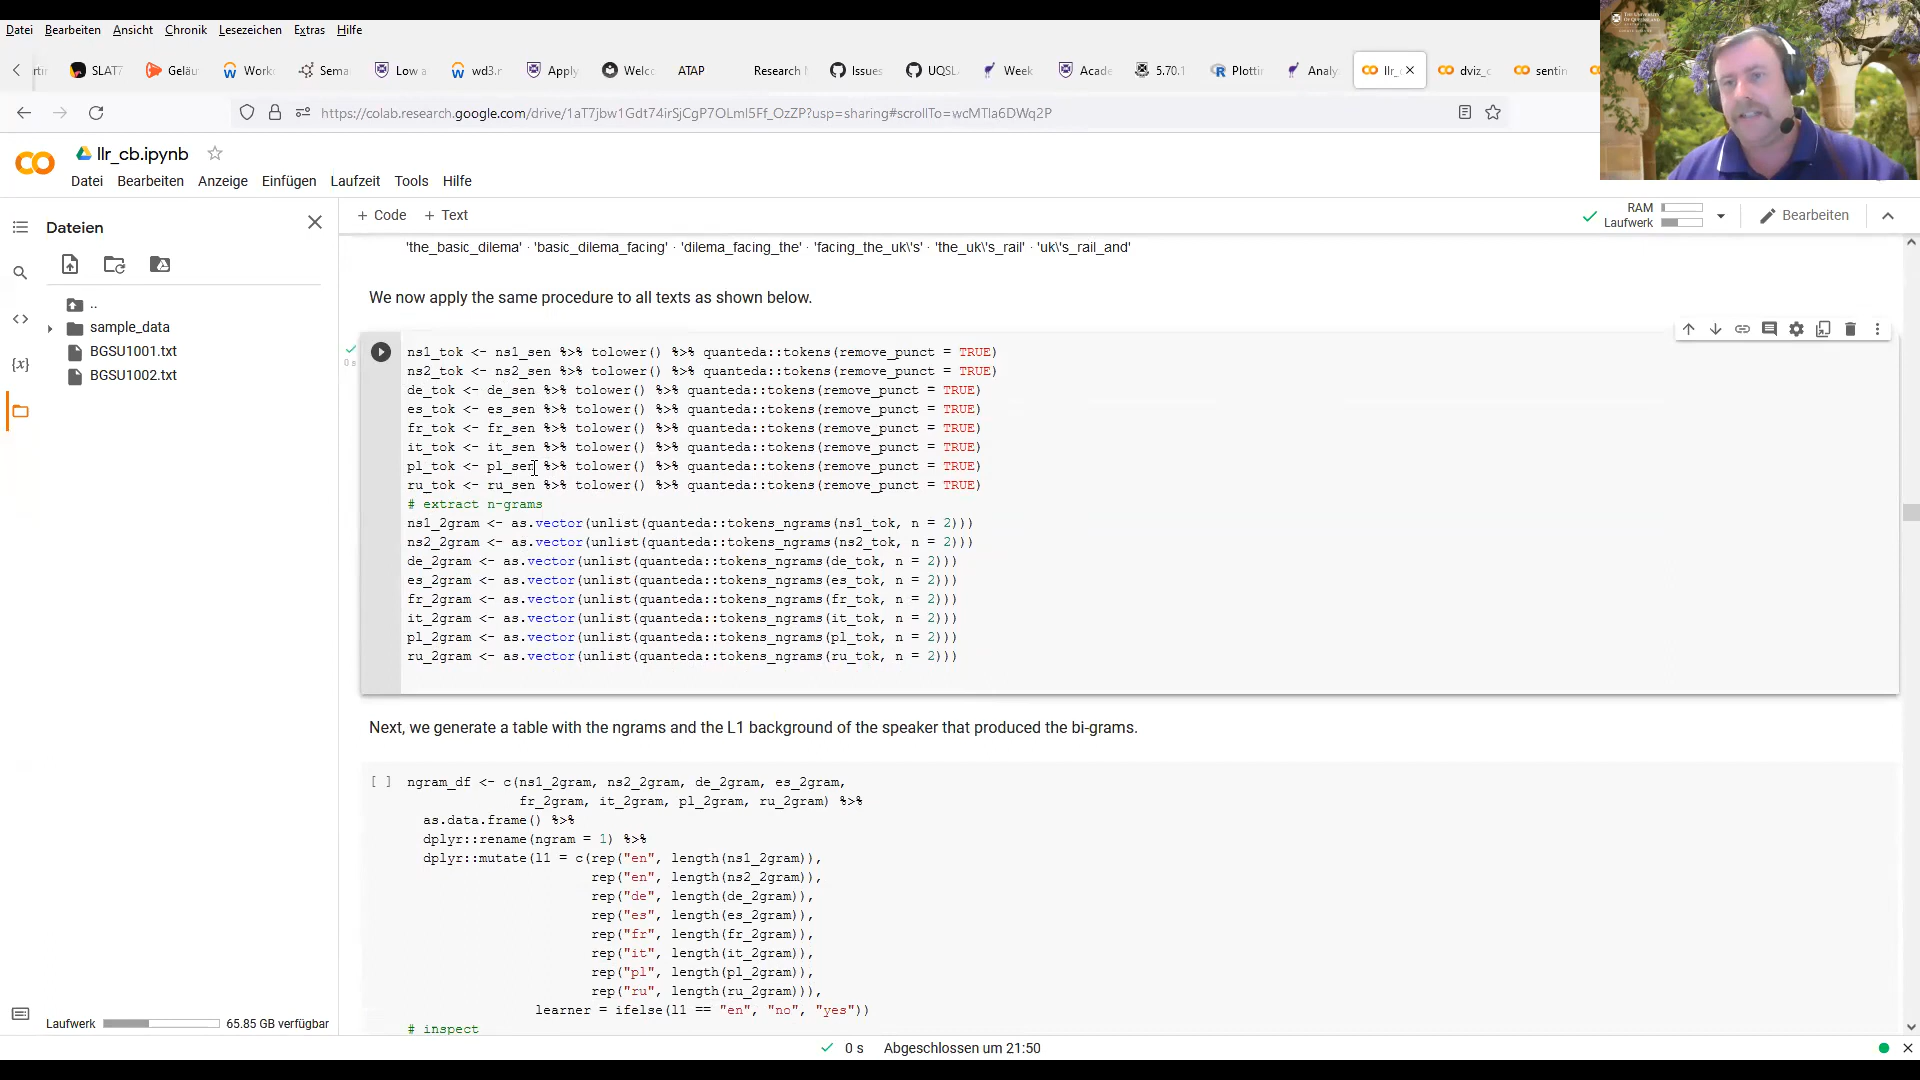 Datei Bearbeiten Ansicht Chronik Lesezeichen Extras Hilfe
SLAT7 Geläu Work Sema Low a wd3.r Apply Welc ATAP Research Issues UQSL Week Acade 5.70.1 Plotti Analy llr_c dviz_c sentin
https://colab.research.google.com/drive/1aT7jbw1Gdt74irSjCgP7OLmI5Ff_OzZP?usp=sharing#scrollTo=wcMTla6DWq2P
llr_cb.ipynb
Datei Bearbeiten Anzeige Einfügen Laufzeit Tools Hilfe
+ Code + Text
RAM
Laufwerk
Bearbeiten
Dateien
..
sample_data
BGSU1001.txt
BGSU1002.txt
Laufwerk 65.85 GB verfügbar
'the_basic_dilema' · 'basic_dilema_facing' · 'dilema_facing_the' · 'facing_the_uk\'s' · 'the_uk\'s_rail' · 'uk\'s_rail_and'
We now apply the same procedure to all texts as shown below.
0 s
ns1_tok <- ns1_sen %>% tolower() %>% quanteda::tokens(remove_punct = TRUE)
ns2_tok <- ns2_sen %>% tolower() %>% quanteda::tokens(remove_punct = TRUE)
de_tok <- de_sen %>% tolower() %>% quanteda::tokens(remove_punct = TRUE)
es_tok <- es_sen %>% tolower() %>% quanteda::tokens(remove_punct = TRUE)
fr_tok <- fr_sen %>% tolower() %>% quanteda::tokens(remove_punct = TRUE)
it_tok <- it_sen %>% tolower() %>% quanteda::tokens(remove_punct = TRUE)
pl_tok <- pl_sen %>% tolower() %>% quanteda::tokens(remove_punct = TRUE)
ru_tok <- ru_sen %>% tolower() %>% quanteda::tokens(remove_punct = TRUE)
# extract n-grams
ns1_2gram <- as.vector(unlist(quanteda::tokens_ngrams(ns1_tok, n = 2)))
ns2_2gram <- as.vector(unlist(quanteda::tokens_ngrams(ns2_tok, n = 2)))
de_2gram <- as.vector(unlist(quanteda::tokens_ngrams(de_tok, n = 2)))
es_2gram <- as.vector(unlist(quanteda::tokens_ngrams(es_tok, n = 2)))
fr_2gram <- as.vector(unlist(quanteda::tokens_ngrams(fr_tok, n = 2)))
it_2gram <- as.vector(unlist(quanteda::tokens_ngrams(it_tok, n = 2)))
pl_2gram <- as.vector(unlist(quanteda::tokens_ngrams(pl_tok, n = 2)))
ru_2gram <- as.vector(unlist(quanteda::tokens_ngrams(ru_tok, n = 2)))
Next, we generate a table with the ngrams and the L1 background of the speaker that produced the bi-grams.
[ ] ngram_df <- c(ns1_2gram, ns2_2gram, de_2gram, es_2gram,
fr_2gram, it_2gram, pl_2gram, ru_2gram) %>%
as.data.frame() %>%
dplyr::rename(ngram = 1) %>%
dplyr::mutate(l1 = c(rep("en", length(ns1_2gram)),
rep("en", length(ns2_2gram)),
rep("de", length(de_2gram)),
rep("es", length(es_2gram)),
rep("fr", length(fr_2gram)),
rep("it", length(it_2gram)),
rep("pl", length(pl_2gram)),
rep("ru", length(ru_2gram))),
learner = ifelse(l1 == "en", "no", "yes"))
# inspect
0 s Abgeschlossen um 21:50